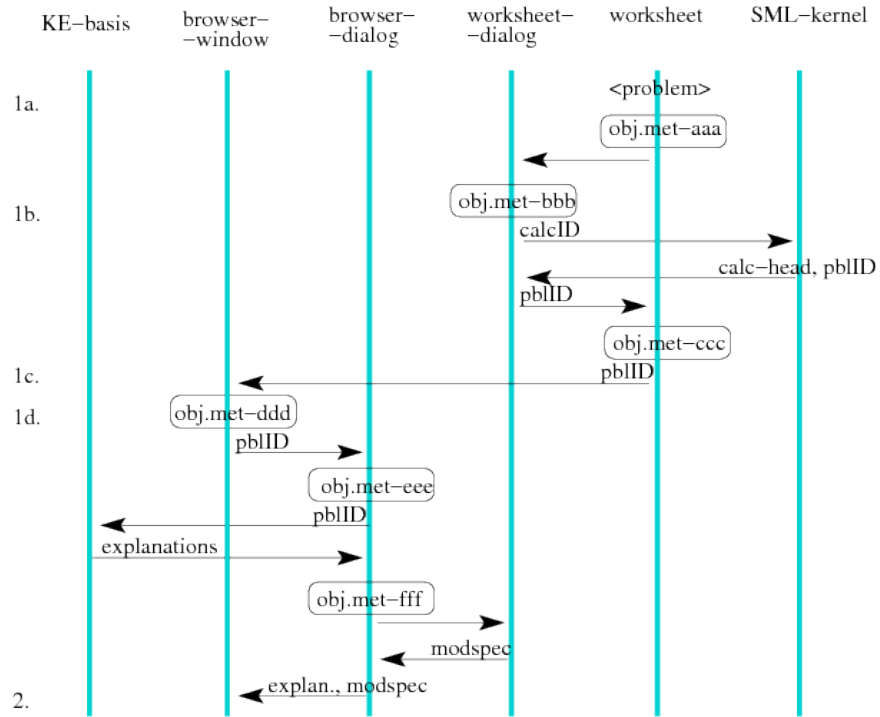 KE-basis
browser-
-window
browser-
-dialog
worksheet-
-dialog
worksheet
SML-kernel
1a.
<problem>
obj.met-aaa
1b.
obj.met-bbb
calcID
calc-head, pblID
pblID
obj.met-ccc
1c.
pblID
1d.
obj.met-ddd
pblID
obj.met-eee
pblID
explanations
obj.met-fff
modspec
explan., modspec
2.